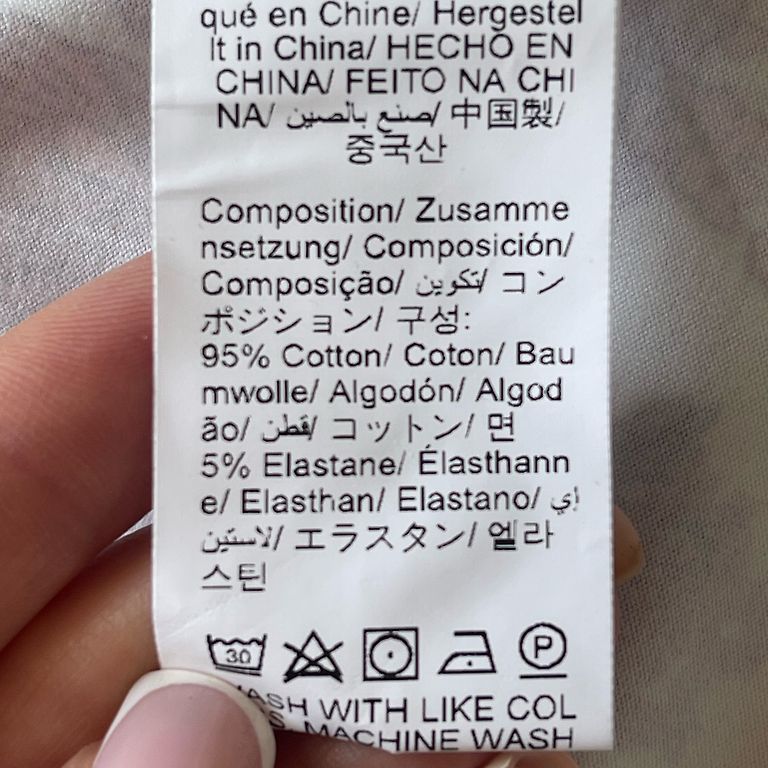 qué en Chine/ Hergestel
lt in China/ HECHO EN
CHINA/ FEITO NA CHI
NA/ صنع بالصين/ 中国製/
중국산
Composition/ Zusamme
nsetzung/ Composición/
Composição/ تكوين/ コン
ポジション/ 구성:
95% Cotton/ Coton/ Bau
mwolle/ Algodón/ Algod
ão/ قطن/ コットン/ 면
5% Elastane/ Élasthann
e/ Elasthan/ Elastano/ إي
لاستين/ エラスタン/ 엘라
스틴
30 P
WITH LIKE COL
MACHINE WASH